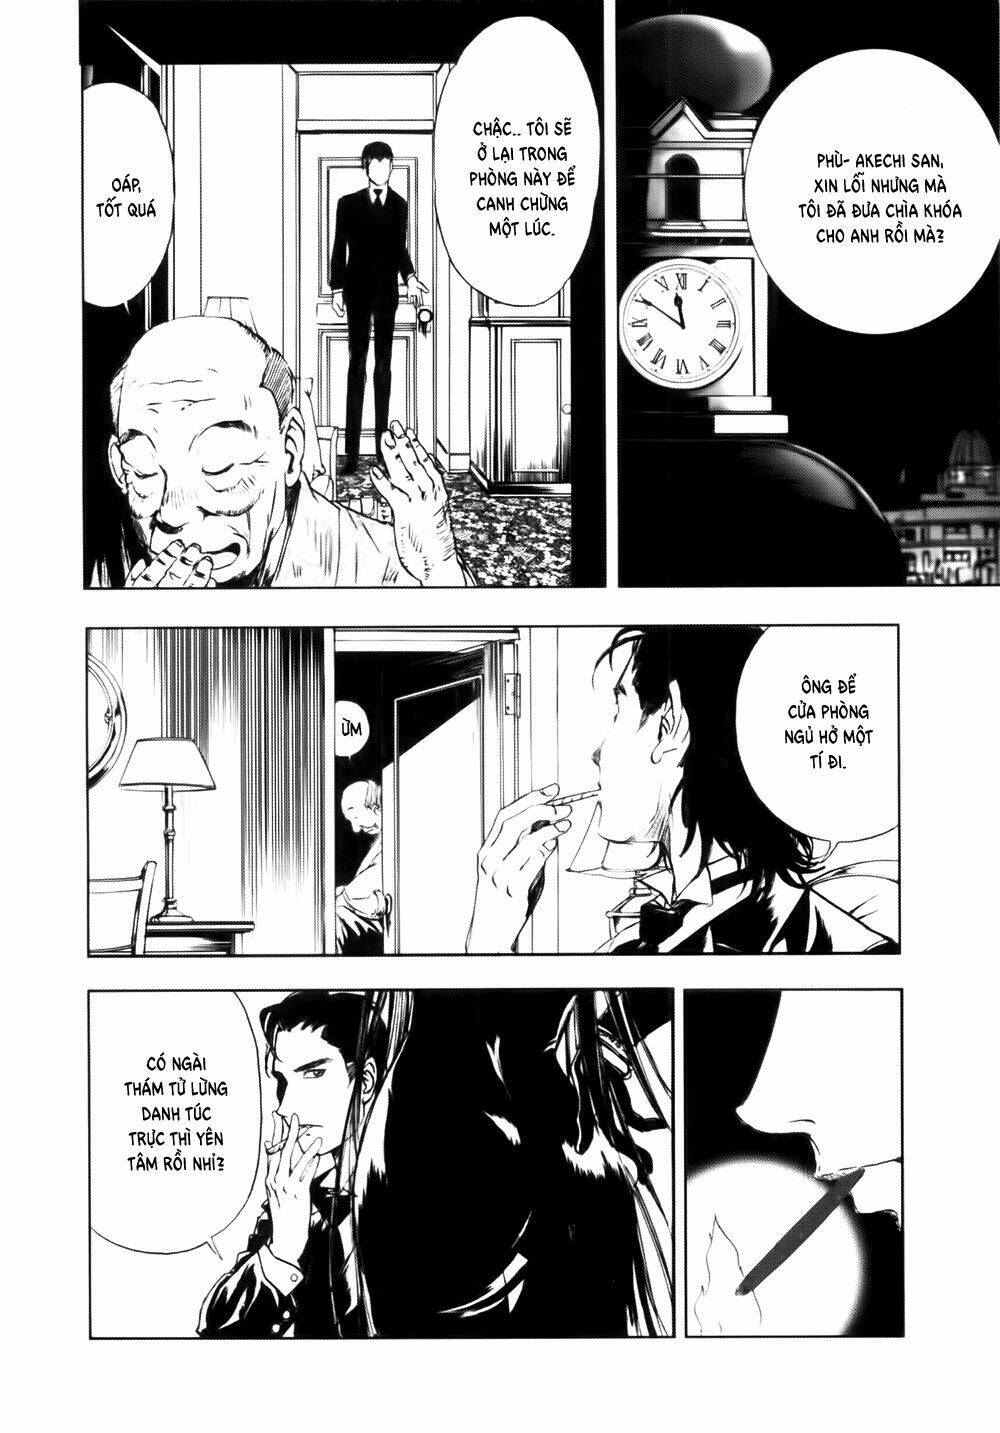 PHÙ- AKECHI SAN,
XIN LỖI NHƯNG MÀ
TÔI ĐÃ ĐƯA CHÌA KHÓA
CHO ANH RỒI MÀ?
CHẬC.. TÔI SẼ
Ở LẠI TRONG
PHÒNG NÀY ĐỂ
CANH CHỪNG
MỘT LÚC.
OÁP,
TỐT QUÁ
ÔNG ĐỂ
CỬA PHÒNG
NGỦ HỞ MỘT
TÍ ĐI.
ỪM
CÓ NGÀI
THÁM TỬ LỪNG
DANH TÚC
TRỰC THÌ YÊN
TÂM RỒI NHỈ?